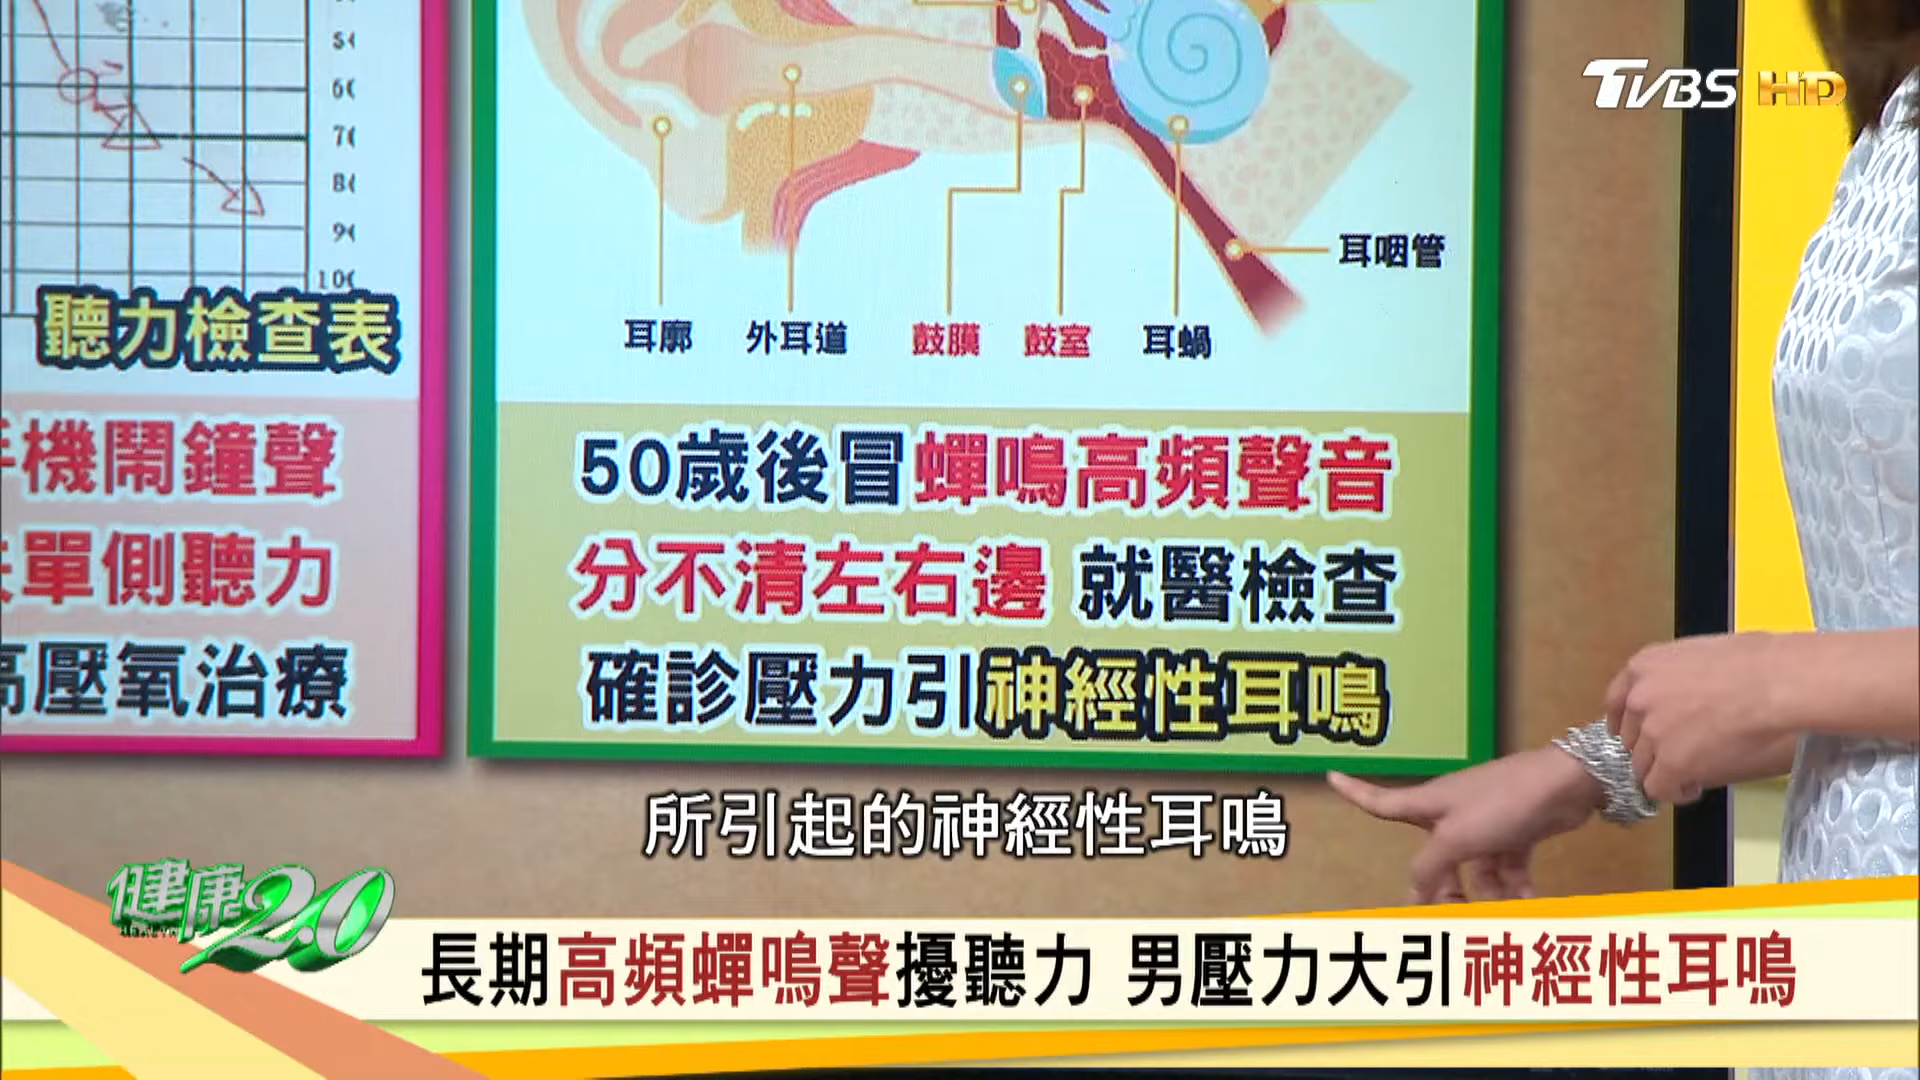 TVBS HD
60
70
聽力檢查表
機鬧鐘聲
單側聽力
高壓氧治療
耳咽管
耳廓 外耳道 鼓膜 鼓室 耳蝸
50歲後冒蟬鳴高頻聲音
分不清左右邊 就醫檢查
確診壓力引神經性耳鳴
所引起的神經性耳鳴
健康2.0
HEALTH
長期高頻蟬鳴聲擾聽力 男壓力大引神經性耳鳴